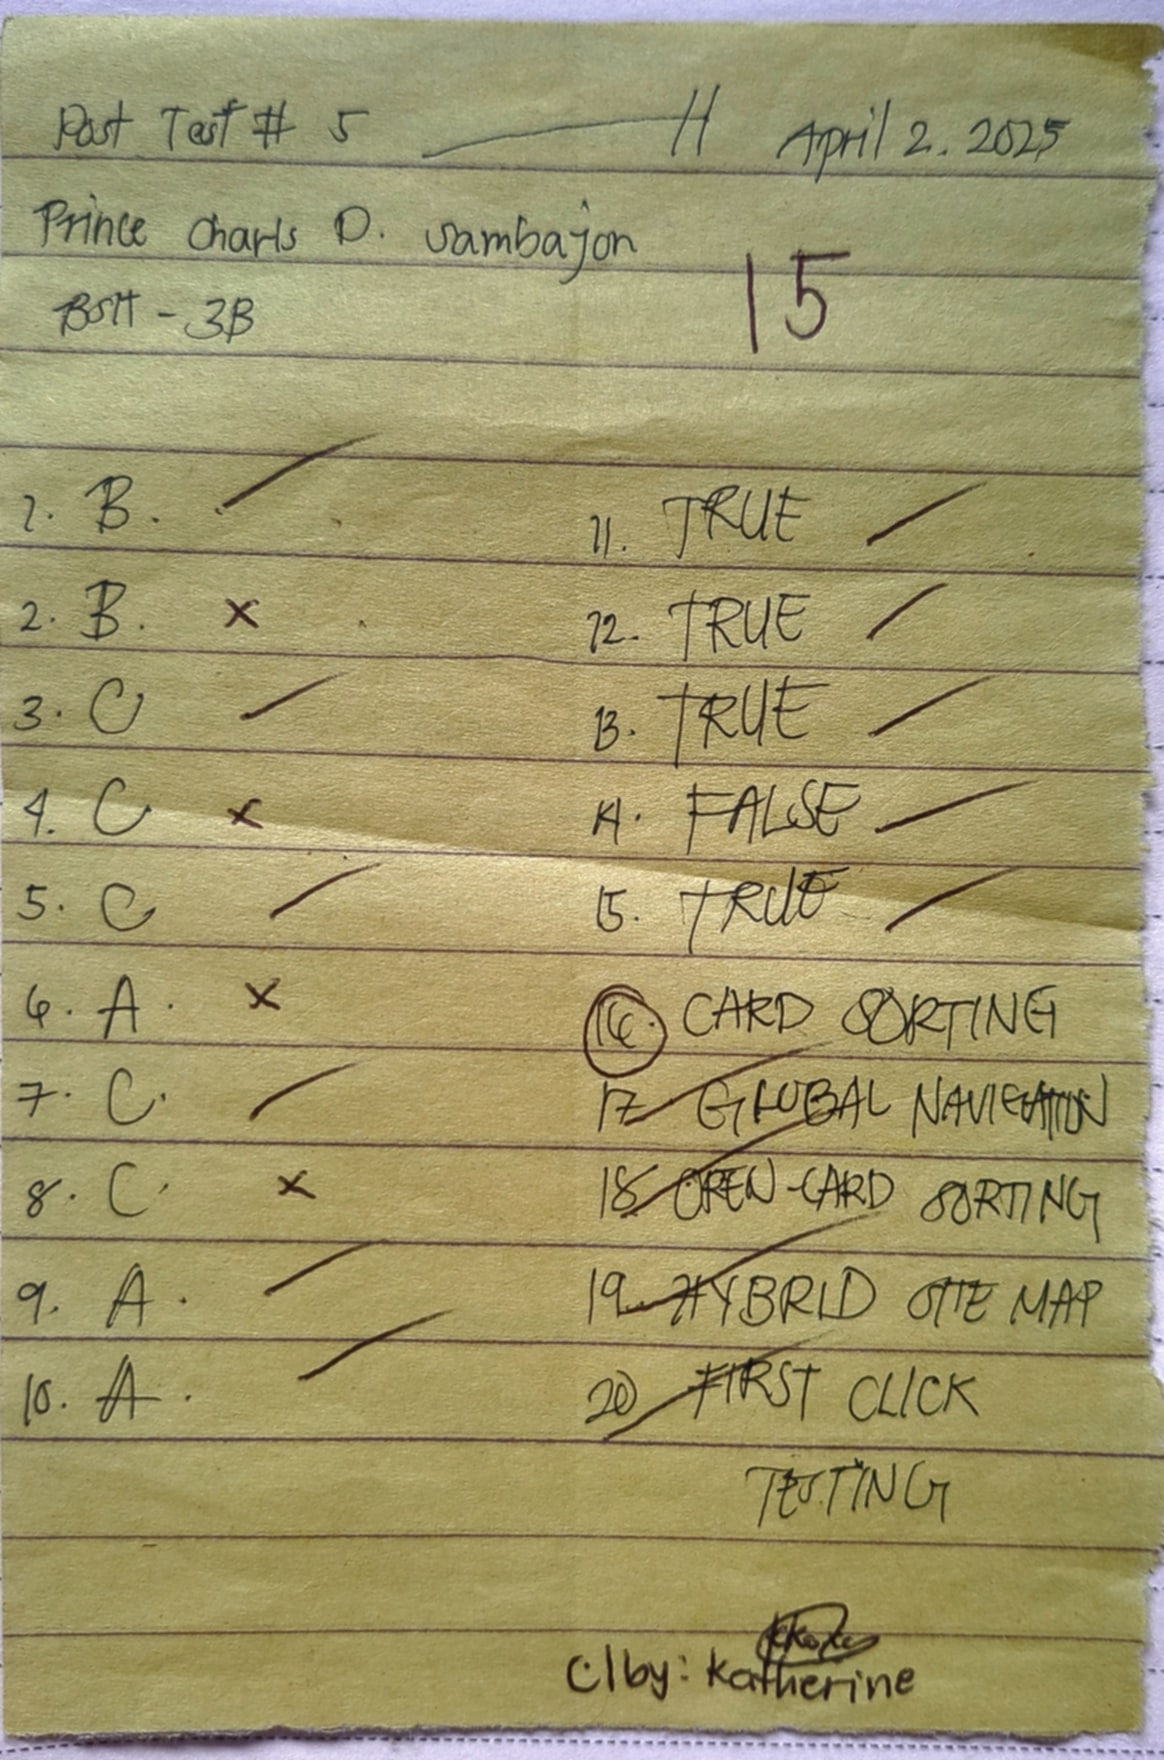 Post Test # 5 April 2. 2025
Prince Charls D. Sambajon
15
- 3B
1. B.
2. B.
3. C
4. C
5. C
6. A.
7. C.
8. C
9. A.
10. A.
11. TRUE
12. TRUE
13. TRUE
14. FALSE
15. TRUE
16. CARD SORTING
17. GLOBAL NAVIGATION
18. OPEN-CARD SORTING
19. HYBRID SITE MAP
20 FIRST CLICK
TESTING
C/by: Katherine